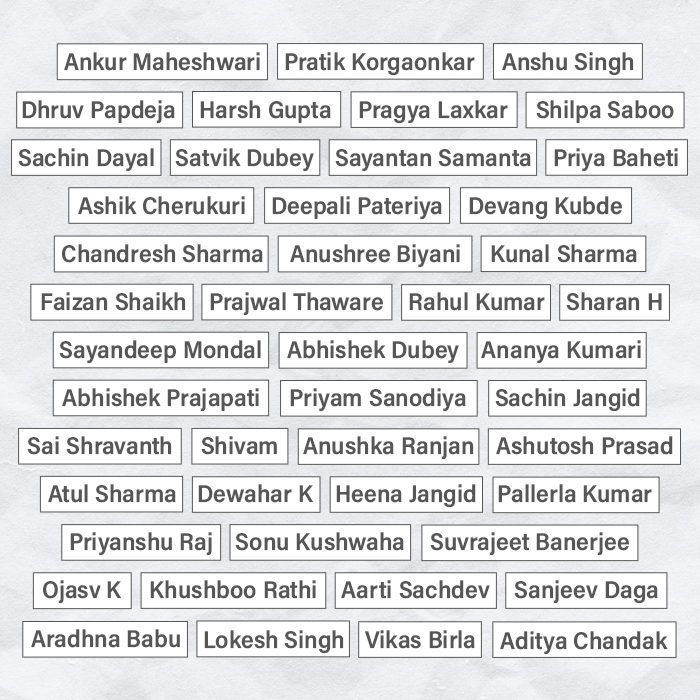 Ankur Maheshwari Pratik Korgaonkar Anshu Singh
Dhruv Papdeja Harsh Gupta Pragya Laxkar Shilpa Saboo
Sachin Dayal Satvik Dubey Sayantan Samanta Priya Baheti
Ashik Cherukuri Deepali Pateriya Devang Kubde
Chandresh Sharma Anushree Biyani Kunal Sharma
Faizan Shaikh Prajwal Thaware Rahul Kumar Sharan H
Sayandeep Mondal Abhishek Dubey Ananya Kumari
Abhishek Prajapati Priyam Sanodiya Sachin Jangid
Sai Shravanth Shivam Anushka Ranjan Ashutosh Prasad
Atul Sharma Dewahar K Heena Jangid Pallerla Kumar
Priyanshu Raj Sonu Kushwaha Suvrajeet Banerjee
Ojasv K Khushboo Rathi Aarti Sachdev Sanjeev Daga
Aradhna Babu Lokesh Singh Vikas Birla Aditya Chandak